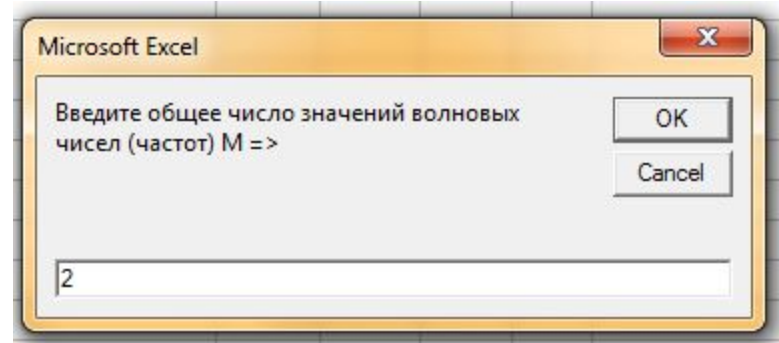 Microsoft Excel
Введите общее число значений волновых
чисел (частот) M =>
OK
Cancel
2